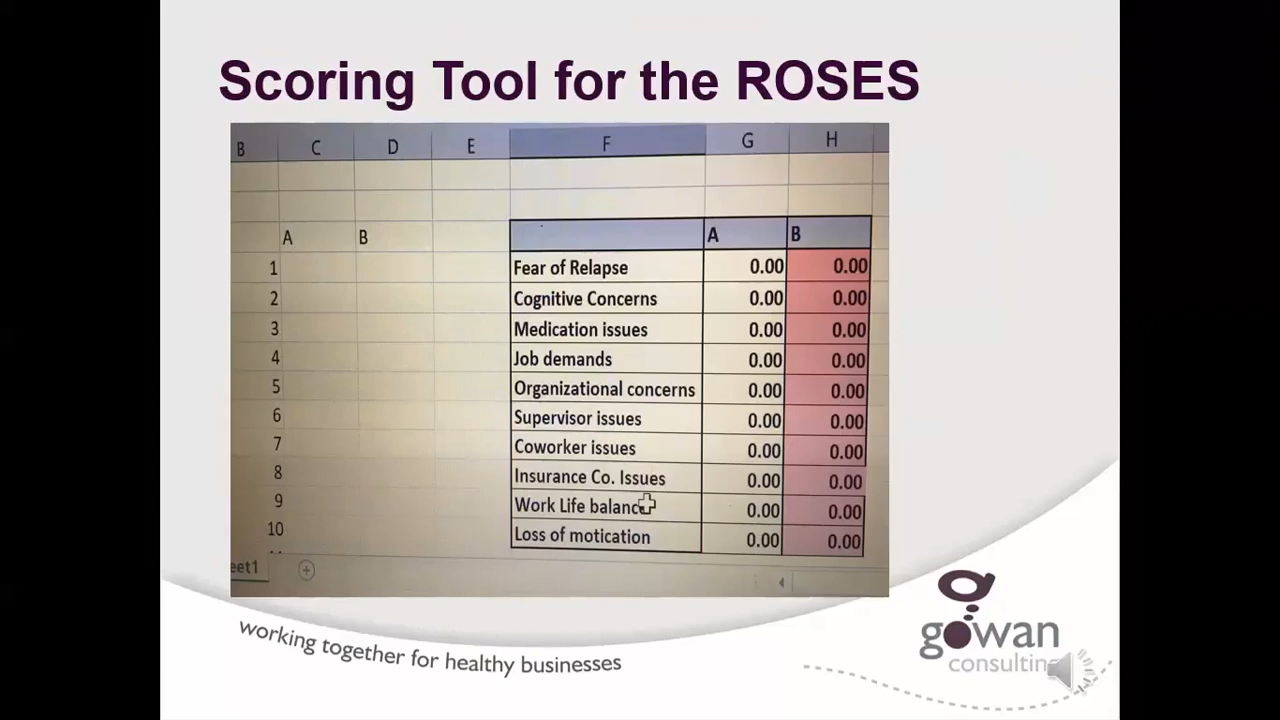 Scoring Tool for the ROSES
B C D E F G H
A B A B
1 Fear of Relapse 0.00 0.00
2 Cognitive Concerns 0.00 0.00
3 Medication issues 0.00 0.00
4 Job demands 0.00 0.00
5 Organizational concerns 0.00 0.00
6 Supervisor issues 0.00 0.00
7 Coworker issues 0.00 0.00
8 Insurance Co. Issues 0.00 0.00
9 Work Life balance 0.00 0.00
10 Loss of motication 0.00 0.00
eet1
working together for healthy businesses
gowan
consulting